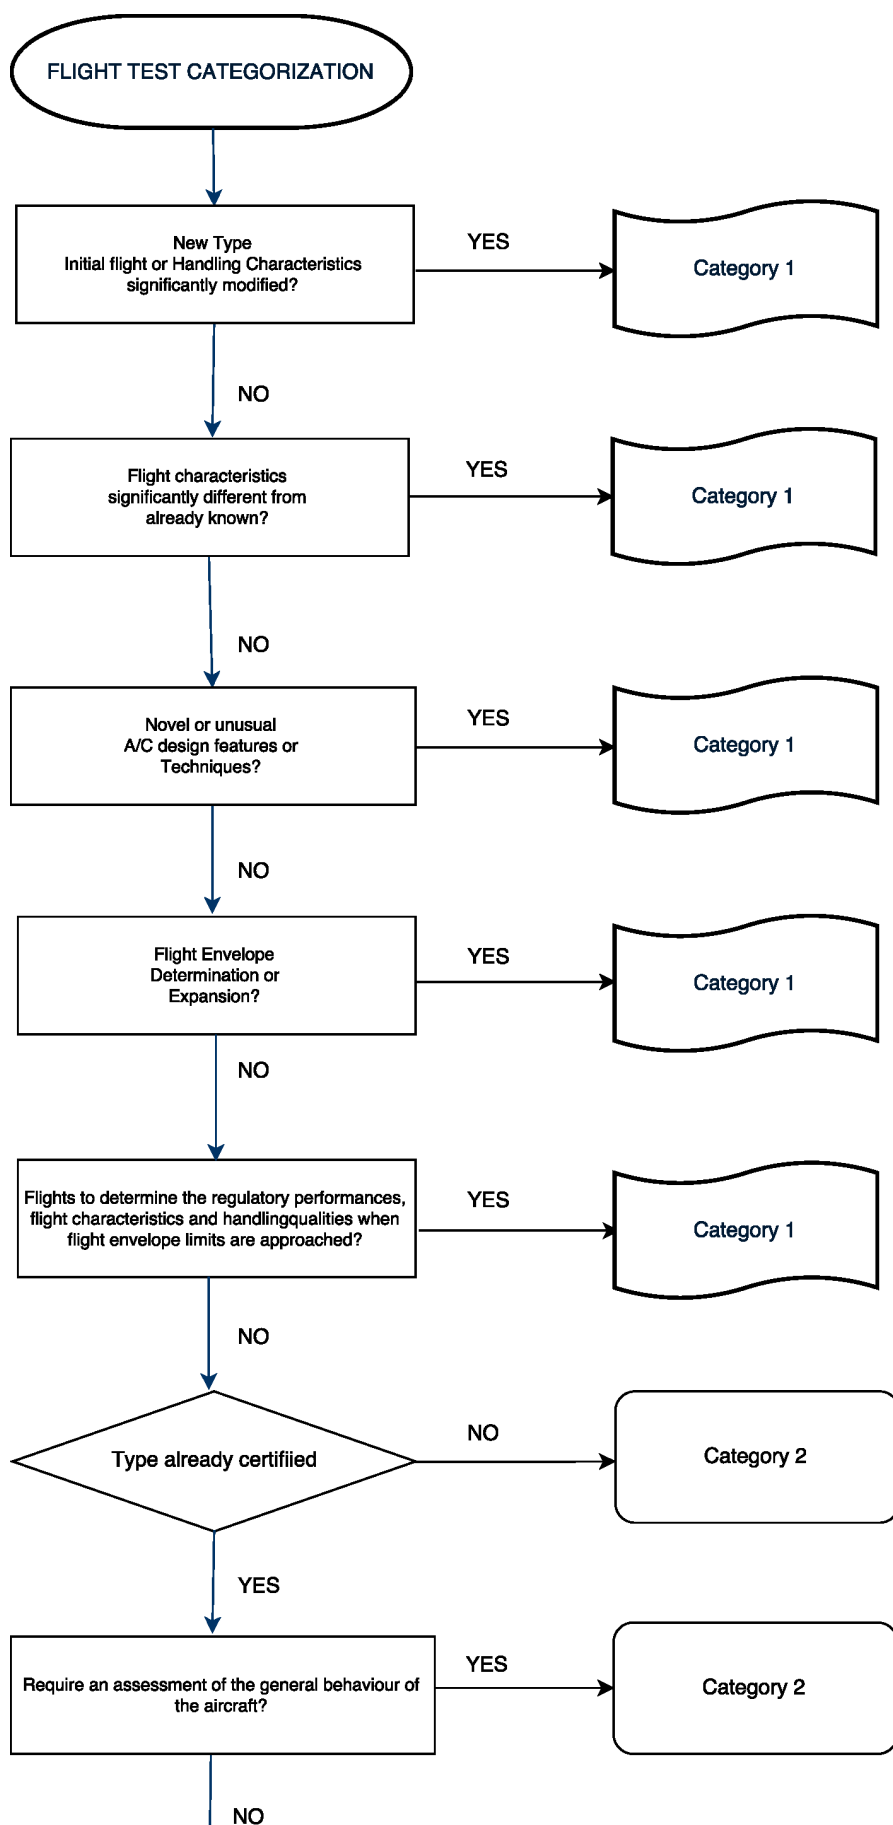 FLIGHT TEST CATEGORIZATION
New Type
Initial flight or Handling Characteristics
significantly modified?
YES
Category 1
NO
Flight characteristics
significantly different from
already known?
YES
Category 1
NO
Novel or unusual
A/C design features or
Techniques?
YES
Category 1
NO
Flight Envelope
Determination or
Expansion?
YES
Category 1
NO
Flights to determine the regulatory performances,
flight characteristics and handlingqualities when
flight envelope limits are approached?
YES
Category 1
NO
Type already certifiied
NO
Category 2
YES
Require an assessment of the general behaviour of
the aircraft?
YES
Category 2
NO